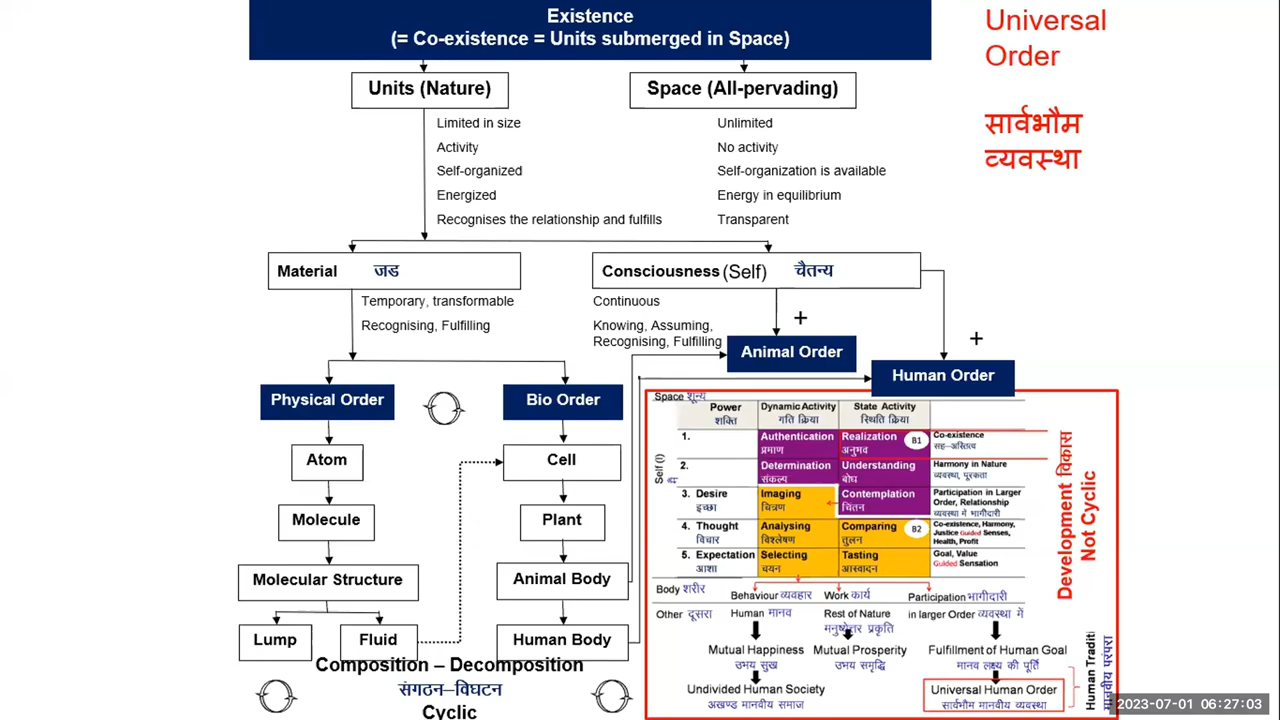 Existence
(= Co-existence = Units submerged in Space)
Universal
Order
सार्वभौम
व्यवस्था
Units (Nature)
Limited in size
Activity
Self-organized
Energized
Recognises the relationship and fulfills
Space (All-pervading)
Unlimited
No activity
Self-organization is available
Energy in equilibrium
Transparent
Material जड
Temporary, transformable
Recognising, Fulfilling
Consciousness (Self) चैतन्य
Continuous
Knowing, Assuming,
Recognising, Fulfilling
+
Animal Order
+
Human Order
Physical Order
Atom
Molecule
Molecular Structure
Lump
Fluid
Bio Order
Cell
Plant
Animal Body
Human Body
Composition – Decomposition
संगठन–विघटन
Cyclic
Space शून्य
Power Dynamic Activity State Activity
शक्ति गति क्रिया स्थिति क्रिया
Self (I)
1. Authentication Realization B1 Co-existence
प्रमाण अनुभव सह–अस्तित्व
2. Determination Understanding Harmony in Nature
संकल्प बोध व्यवस्था, पूरकता
3. Desire Imaging Contemplation Participation in Larger
Order, Relationship
इच्छा चित्रण चिंतन व्यवस्था में भागीदारी
4. Thought Analysing Comparing B2 Co-existence, Harmony,
Justice Guided Senses,
Health, Profit
विचार विश्लेषण तुलन
5. Expectation Selecting Tasting Goal, Value
Guided Sensation
आशा चयन आस्वादन
Body शरीर Behaviour व्यवहार Work कार्य Participation भागीदारी
Other दूसरा Human मानव Rest of Nature in larger Order व्यवस्था में
मनुष्येत्तर प्रकृति
Mutual Happiness Mutual Prosperity Fulfillment of Human Goal
उभय सुख उभय समृद्धि मानव लक्ष्य की पूर्ति
Undivided Human Society Universal Human Order
अखण्ड मानवीय समाज सार्वभौम मानवीय व्यवस्था
Development विकास
Not Cyclic
Human Traditi
मानवीय परंपरा
2023-07-01 06:27:03